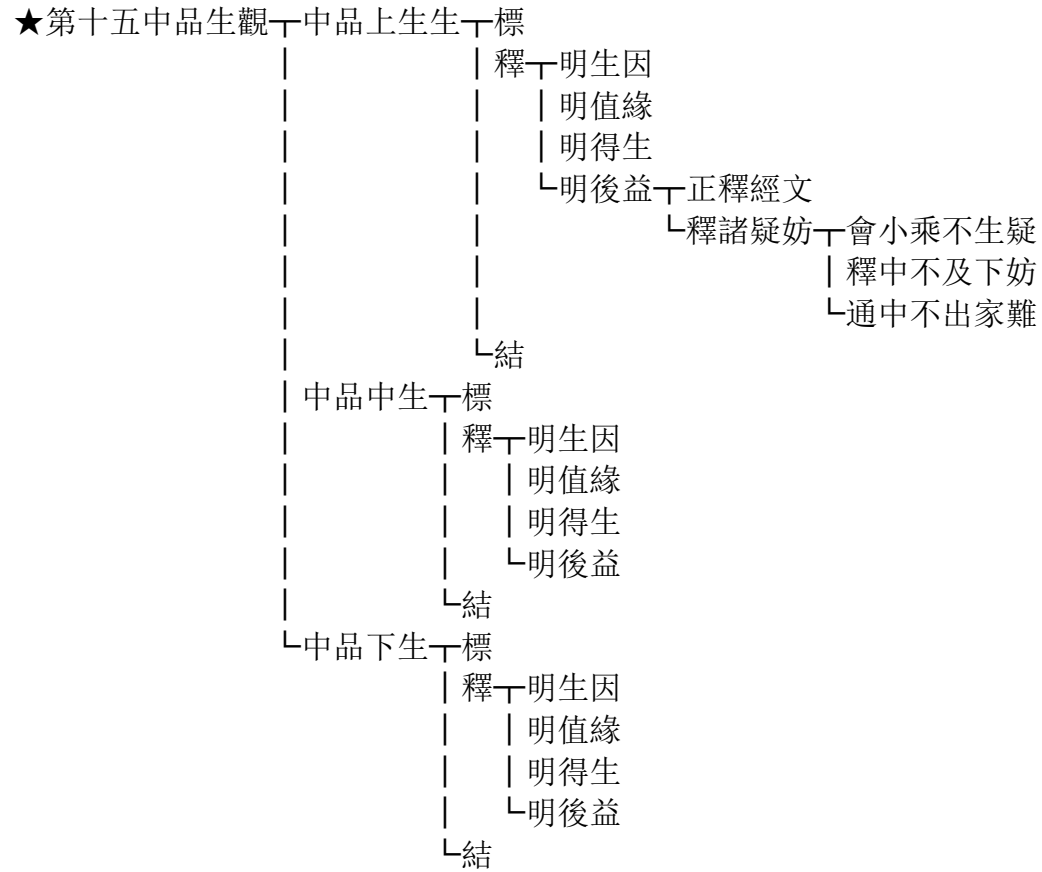 ★第十五中品生觀┬中品上生生┬標
釋┬明生因
明值緣
明得生
└明後益┬正釋經文
└釋諸疑妨┬會小乘不生疑
釋中不及下妨
└通中不出家難
└結
中品中生┬標
釋┬明生因
明值緣
明得生
└明後益
└結
└中品下生┬標
釋┬明生因
明值緣
明得生
└明後益
└結